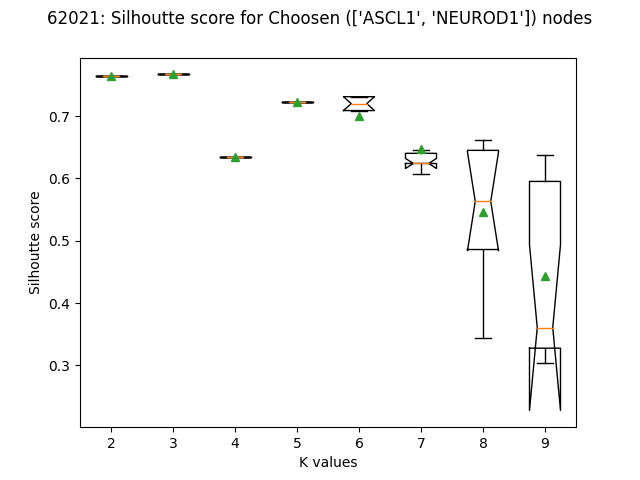 62021: Silhoutte score for Choosen (['ASCL1', 'NEUROD1']) nodes
Silhoutte score
0.7
0.6
0.5
0.4
0.3
2 3 4 5 6 7 8 9
K values